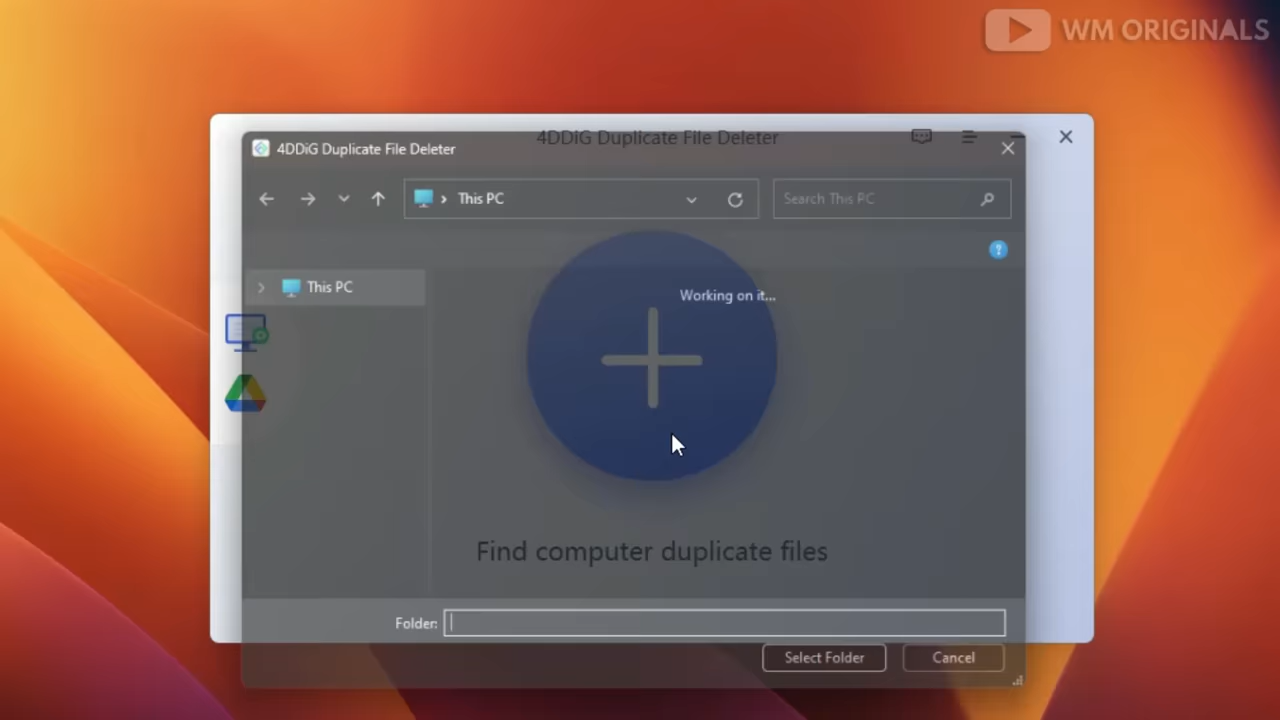 WM ORIGINALS
4DDiG Duplicate File Deleter
4DDiG Duplicate File Deleter
This PC
Search This PC
?
This PC
Working on it...
Find computer duplicate files
Folder:
Select Folder
Cancel